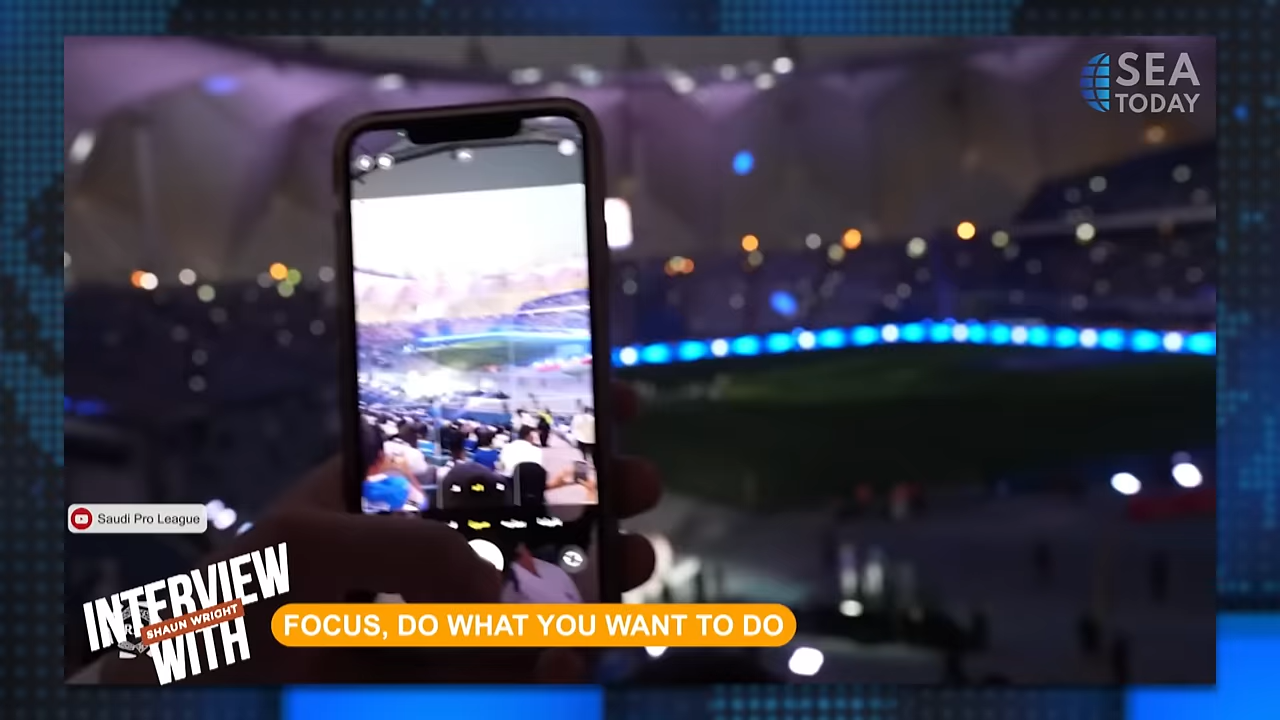 SEA
TODAY
Saudi Pro League
INTERVIEW
SHAUN WRIGHT
WITH
FOCUS, DO WHAT YOU WANT TO DO